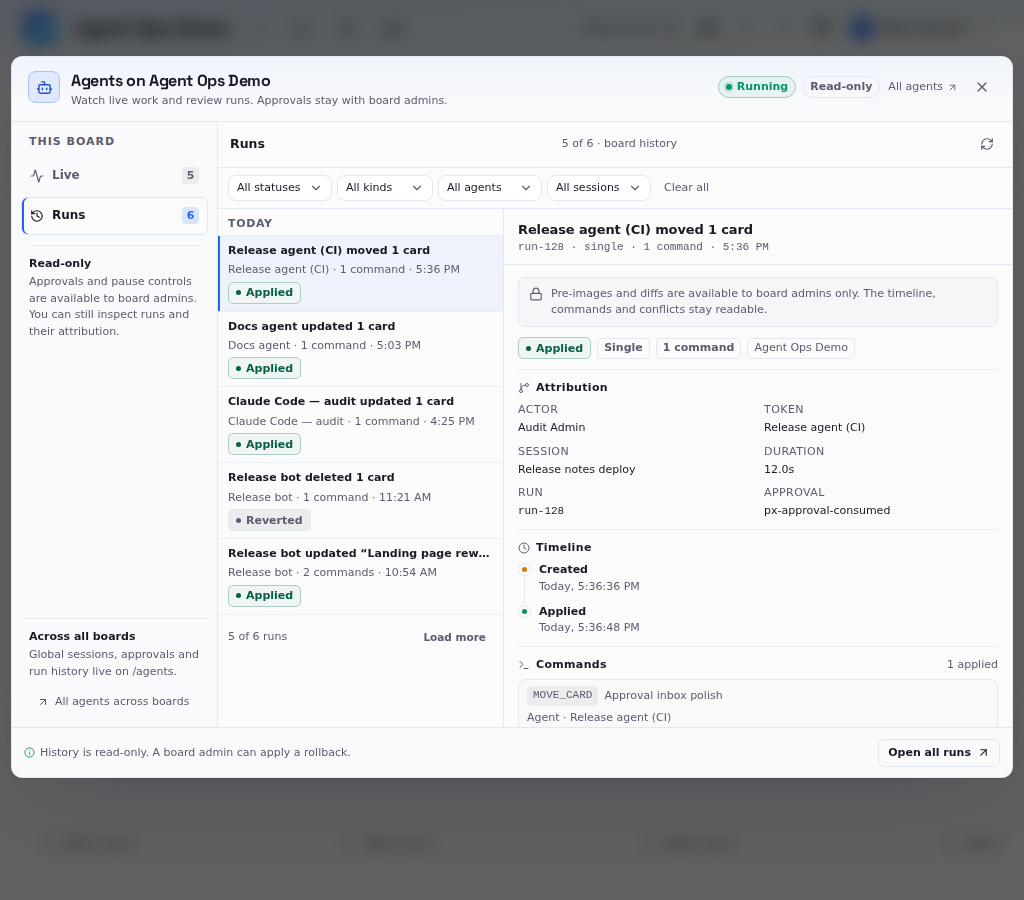 Agents on Agent Ops Demo
Watch live work and review runs. Approvals stay with board admins.
Running
Read-only
All agents
THIS BOARD
Live
5
Runs
6
Read-only
Approvals and pause controls
are available to board admins.
You can still inspect runs and
their attribution.
Across all boards
Global sessions, approvals and
run history live on /agents.
All agents across boards
Runs
5 of 6 · board history
All statuses
All kinds
All agents
All sessions
Clear all
TODAY
Release agent (CI) moved 1 card
Release agent (CI) · 1 command · 5:36 PM
Applied
Docs agent updated 1 card
Docs agent · 1 command · 5:03 PM
Applied
Claude Code — audit updated 1 card
Claude Code — audit · 1 command · 4:25 PM
Applied
Release bot deleted 1 card
Release bot · 1 command · 11:21 AM
Reverted
Release bot updated “Landing page rew…
Release bot · 2 commands · 10:54 AM
Applied
5 of 6 runs
Load more
Release agent (CI) moved 1 card
run-128 · single · 1 command · 5:36 PM
Pre-images and diffs are available to board admins only. The timeline,
commands and conflicts stay readable.
Applied
Single
1 command
Agent Ops Demo
Attribution
ACTOR
Audit Admin
TOKEN
Release agent (CI)
SESSION
Release notes deploy
DURATION
12.0s
RUN
run-128
APPROVAL
px-approval-consumed
Timeline
Created
Today, 5:36:36 PM
Applied
Today, 5:36:48 PM
Commands
1 applied
MOVE_CARD
Approval inbox polish
Agent · Release agent (CI)
History is read-only. A board admin can apply a rollback.
Open all runs